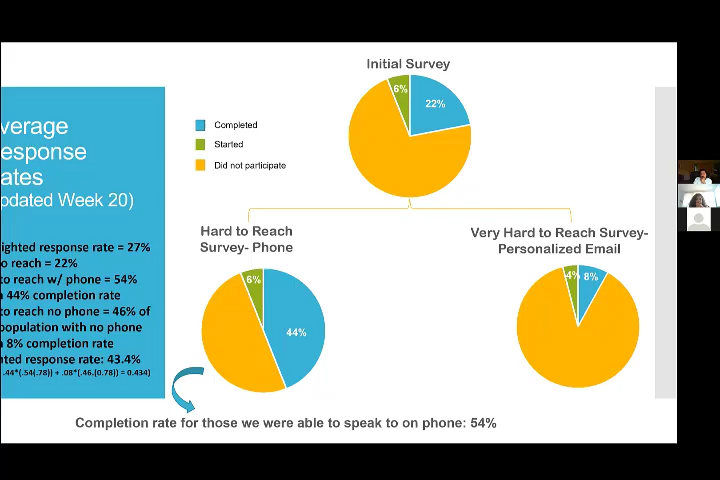 verage
esponse
ates
pdated Week 20)
ighted response rate = 27%
o reach = 22%
to reach w/ phone = 54%
44% completion rate
to reach no phone = 46% of
population with no phone
8% completion rate
ted response rate: 43.4%
.44*(.54(.78)) + .08*(.46.(0.78)) = 0.434)
Initial Survey
6%
22%
Completed
Started
Did not participate
Hard to Reach
Survey- Phone
6%
44%
Very Hard to Reach Survey-
Personalized Email
4%
8%
Completion rate for those we were able to speak to on phone: 54%